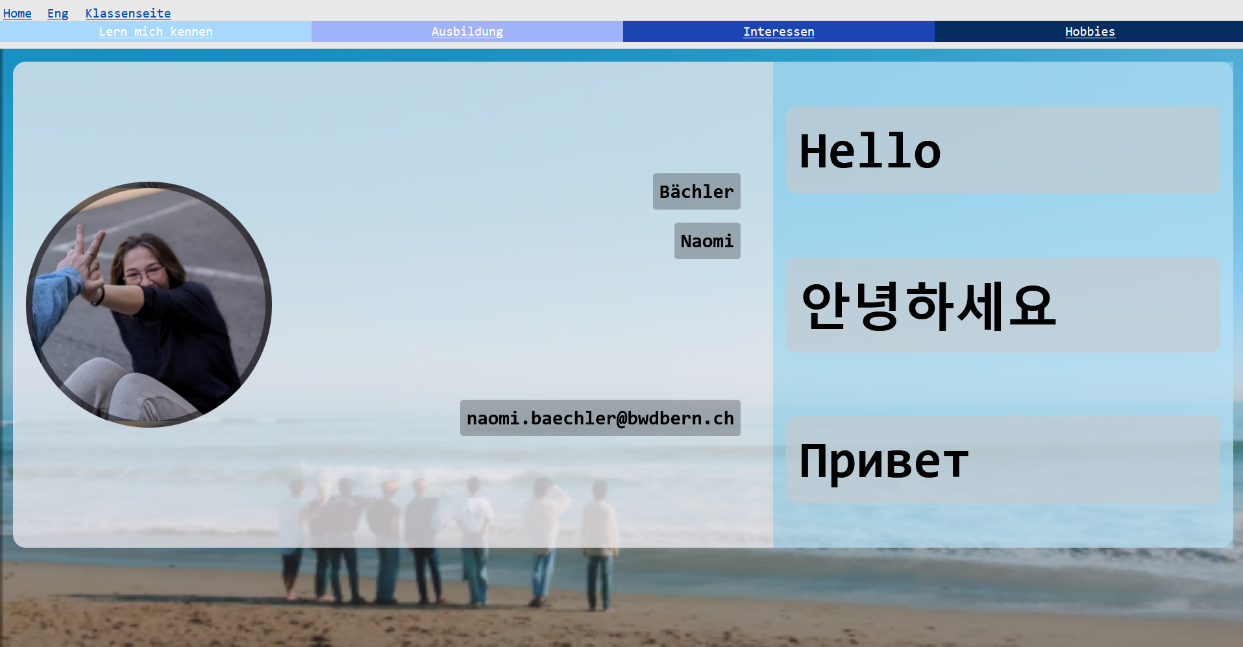 Home Eng Klassenseite
Lern mich kennen Ausbildung Interessen Hobbies
Bächler
Naomi
naomi.baechler@bwdbern.ch
Hello
안녕하세요
Привет